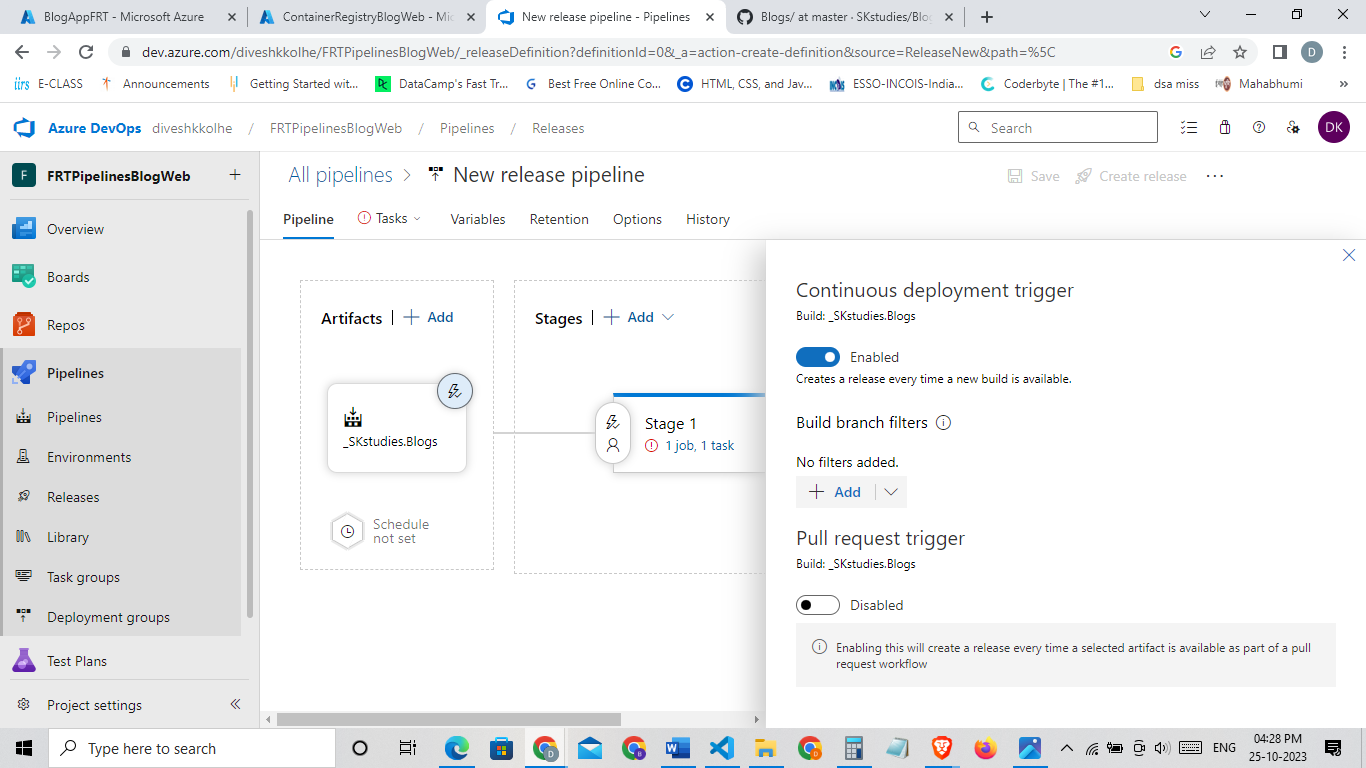 BlogAppFRT - Microsoft Azure
ContainerRegistryBlogWeb - Mic
New release pipeline - Pipelines
Blogs/ at master · SKstudies/Blog
dev.azure.com/diveshkkolhe/FRTPipelinesBlogWeb/_releaseDefinition?definitionId=0&_a=action-create-definition&source=ReleaseNew&path=%5C
D
iirs E-CLASS
Announcements
Getting Started wit...
DataCamp's Fast Tr...
Best Free Online Co...
HTML, CSS, and Jav...
ESSO-INCOIS-India...
Coderbyte | The #1...
dsa miss
Mahabhumi
»
Azure DevOps diveshkkolhe / FRTPipelinesBlogWeb / Pipelines / Releases
Search
DK
F FRTPipelinesBlogWeb
Overview
Boards
Repos
Pipelines
Pipelines
Environments
Releases
Library
Task groups
Deployment groups
Test Plans
Project settings
All pipelines > New release pipeline
Save
Create release
...
Pipeline
Tasks
Variables
Retention
Options
History
Artifacts | + Add
_SKstudies.Blogs
Schedule
not set
Stages | + Add
Stage 1
1 job, 1 task
Continuous deployment trigger
Build: _SKstudies.Blogs
Enabled
Creates a release every time a new build is available.
Build branch filters
No filters added.
+ Add
Pull request trigger
Build: _SKstudies.Blogs
Disabled
Enabling this will create a release every time a selected artifact is available as part of a pull
request workflow
Type here to search
ENG
04:28 PM
25-10-2023